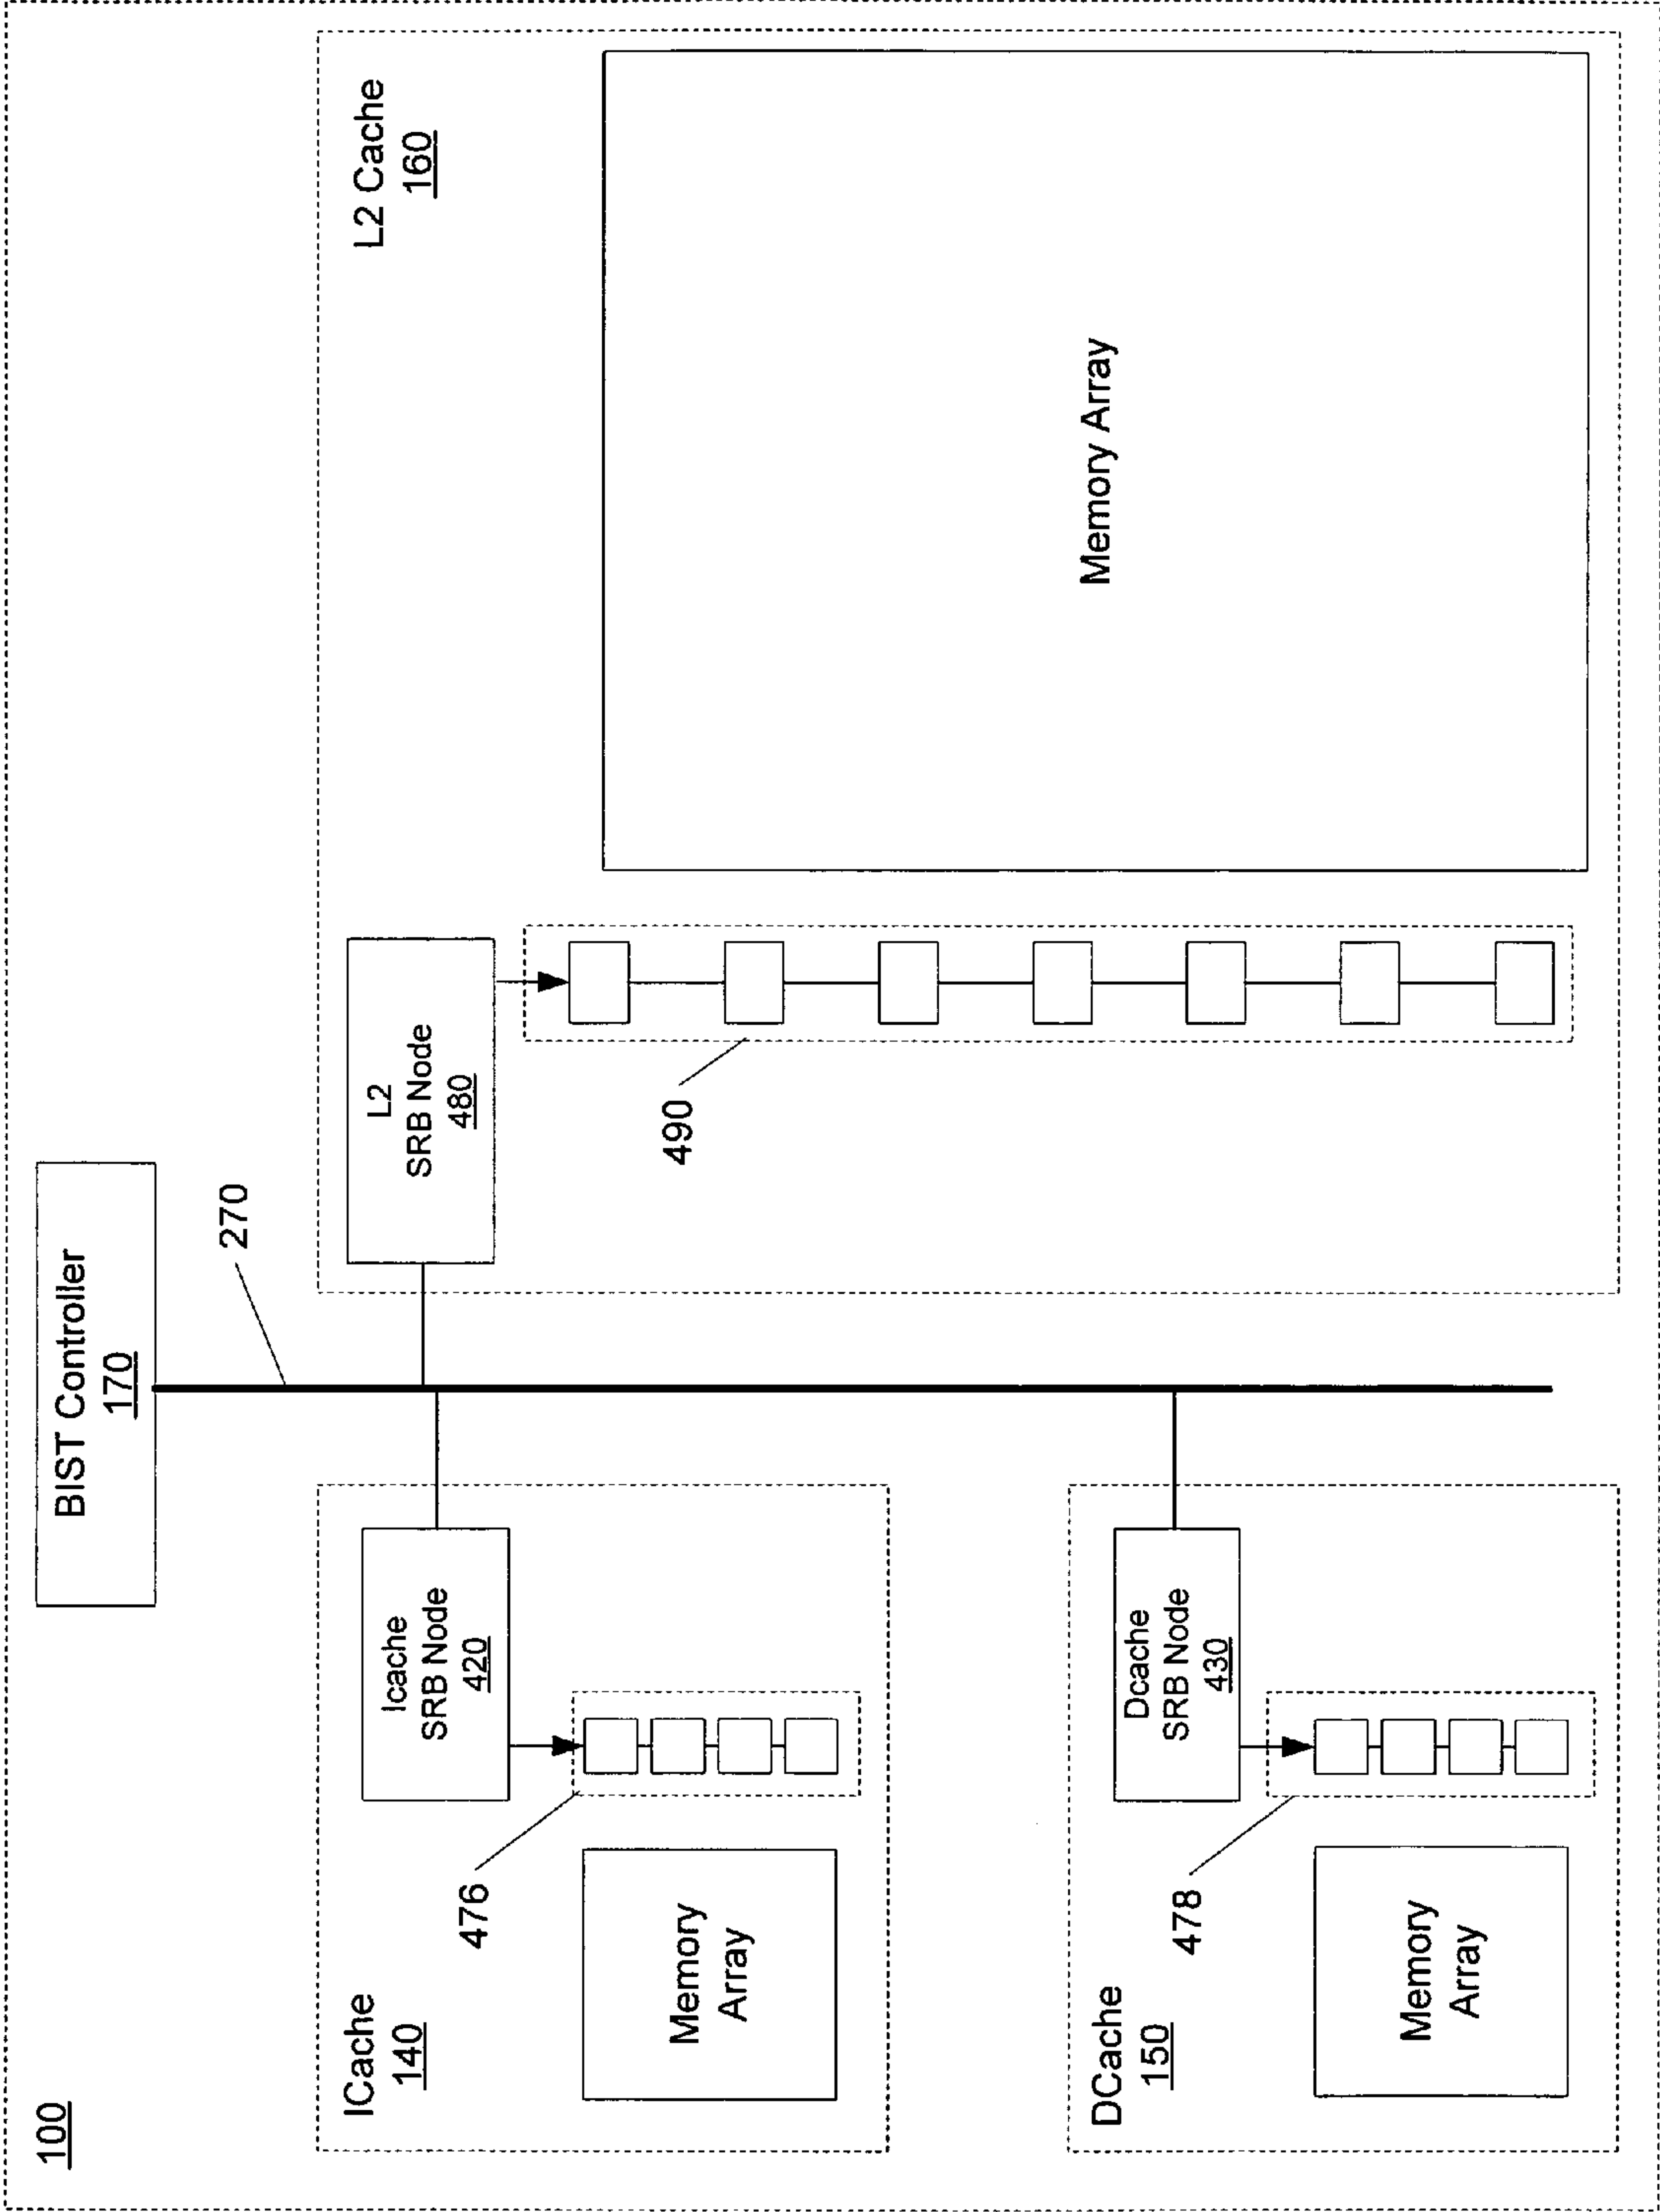 100
BIST Controller
170
270
ICache
140
Icache
SRB Node
420
476
Memory
Array
DCache
150
Dcache
SRB Node
430
478
Memory
Array
L2
SRB Node
480
490
L2 Cache
160
Memory Array